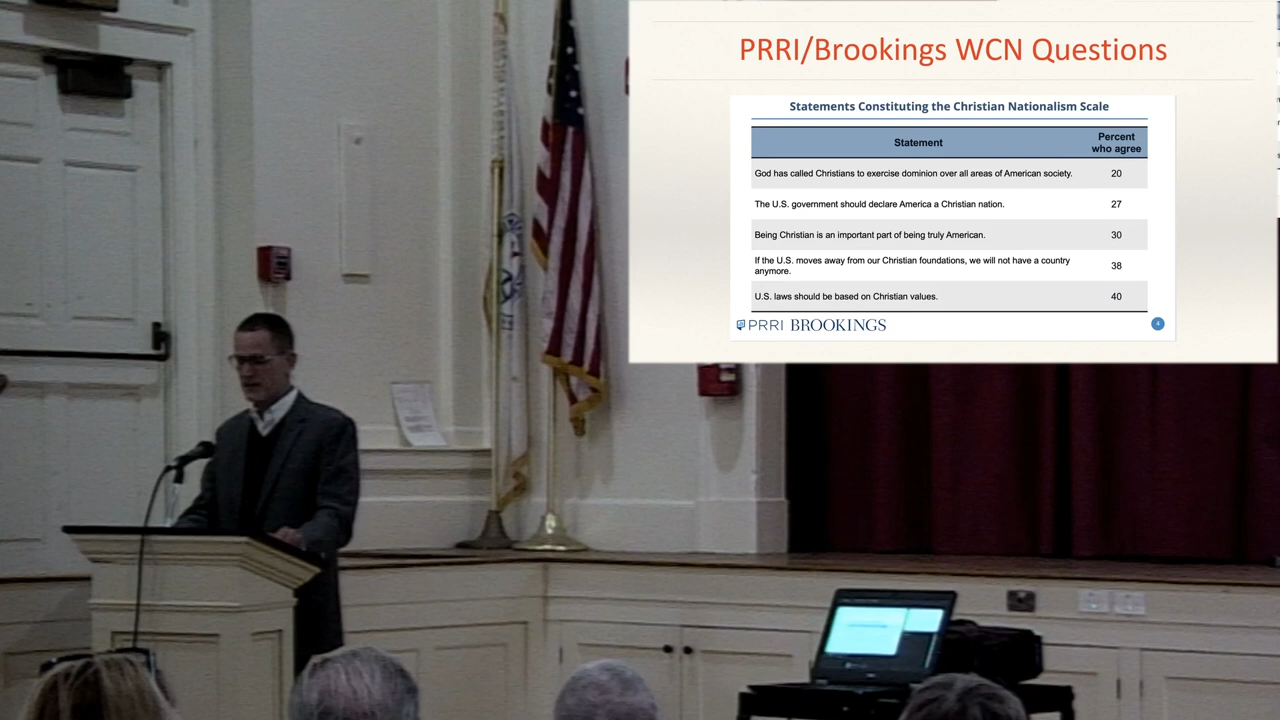 PRRI/Brookings WCN Questions
Statements Constituting the Christian Nationalism Scale
Statement
Percent
who agree
God has called Christians to exercise dominion over all areas of American society.
20
The U.S. government should declare America a Christian nation.
27
Being Christian is an important part of being truly American.
30
If the U.S. moves away from our Christian foundations, we will not have a country
anymore.
38
U.S. laws should be based on Christian values.
40
PRRI BROOKINGS
4